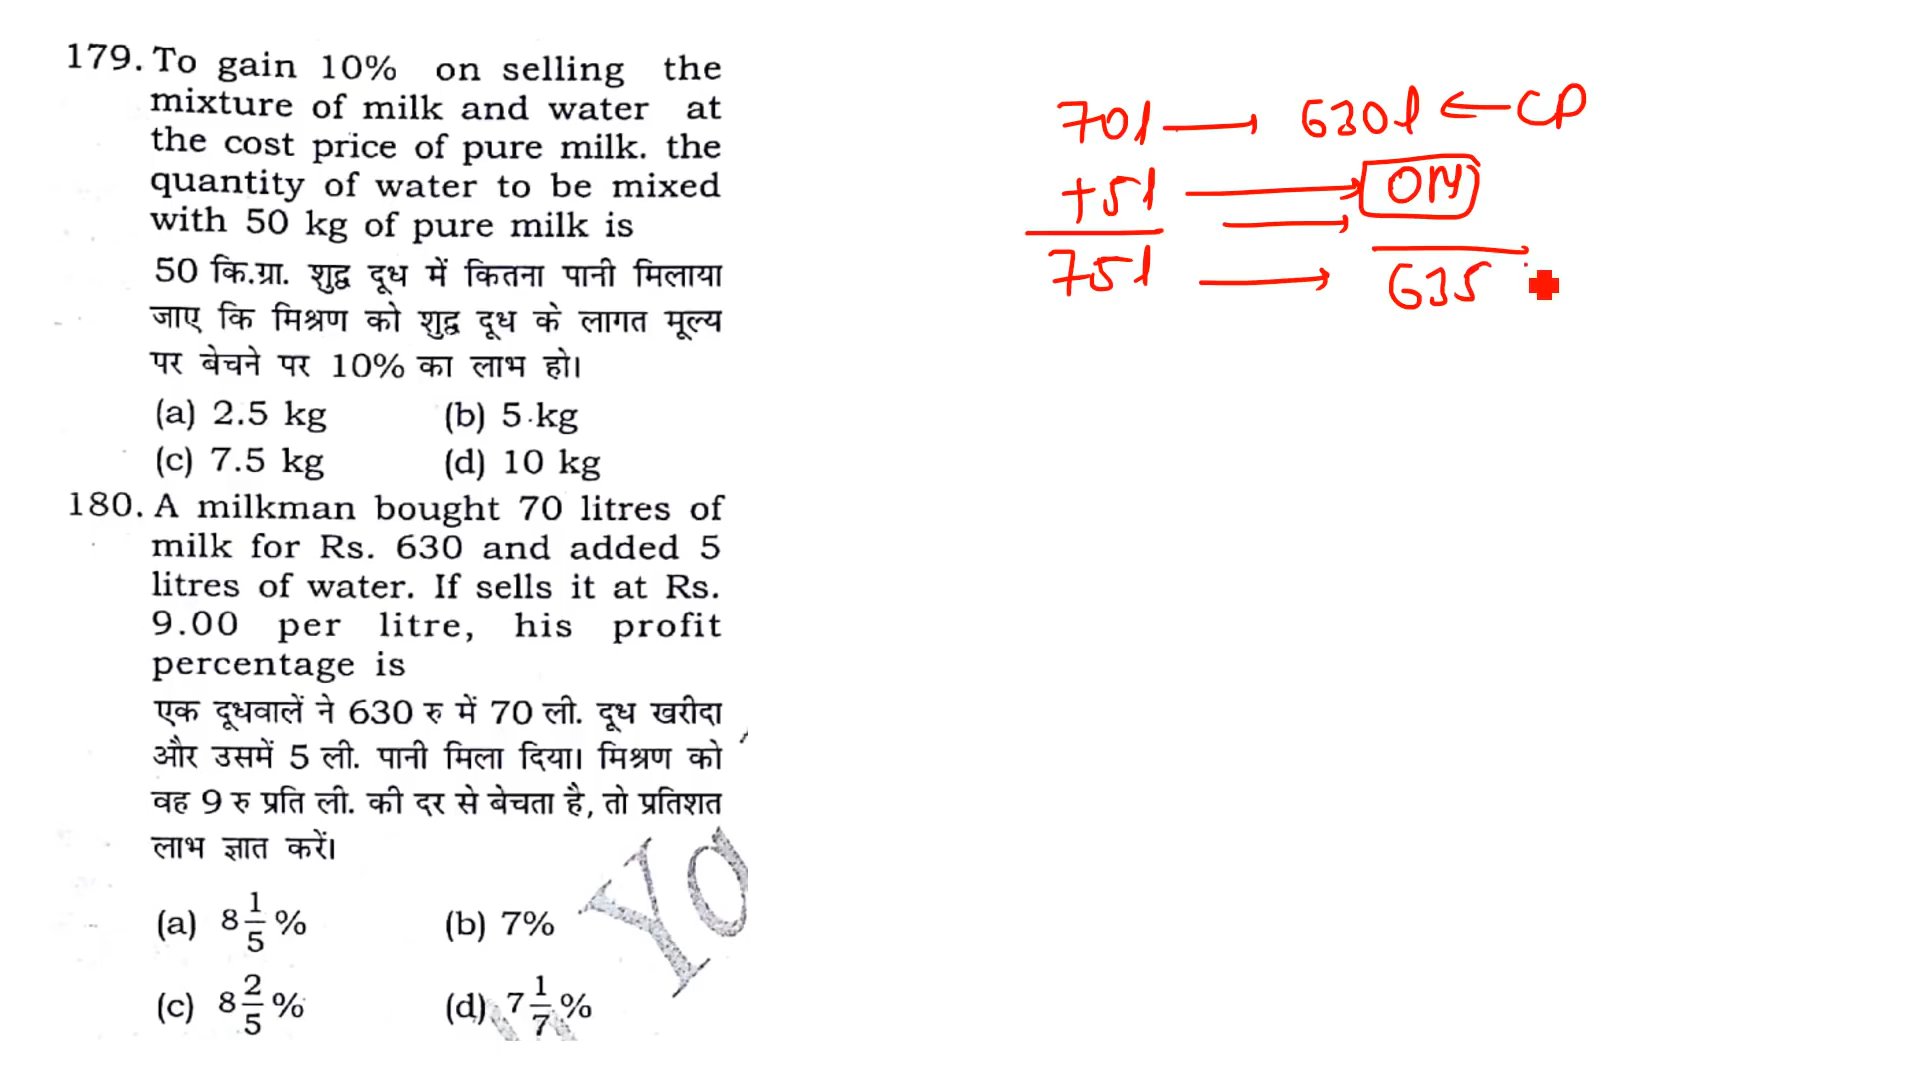 179. To gain 10% on selling the
mixture of milk and water at
the cost price of pure milk. the
quantity of water to be mixed
with 50 kg of pure milk is
50 कि.ग्रा. शुद्ध दूध में कितना पानी मिलाया
जाए कि मिश्रण को शुद्ध दूध के लागत मूल्य
पर बेचने पर 10% का लाभ हो।
(a) 2.5 kg (b) 5 kg
(c) 7.5 kg (d) 10 kg
180. A milkman bought 70 litres of
milk for Rs. 630 and added 5
litres of water. If sells it at Rs.
9.00 per litre, his profit
percentage is
एक दूधवालें ने 630 रु में 70 ली. दूध खरीदा
और उसमें 5 ली. पानी मिला दिया। मिश्रण को
वह 9 रु प्रति ली. की दर से बेचता है, तो प्रतिशत
लाभ ज्ञात करें।
(a) 8 1/5 % (b) 7%
(c) 8 2/5 % (d) 7 1/7 %
Yo
70l → 630l ← CP
+5l →
75l → 635